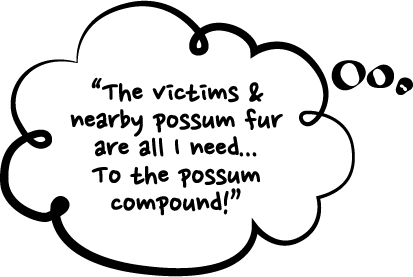 “The victims &
nearby possum fur
are all I need...
To the possum
compound!”